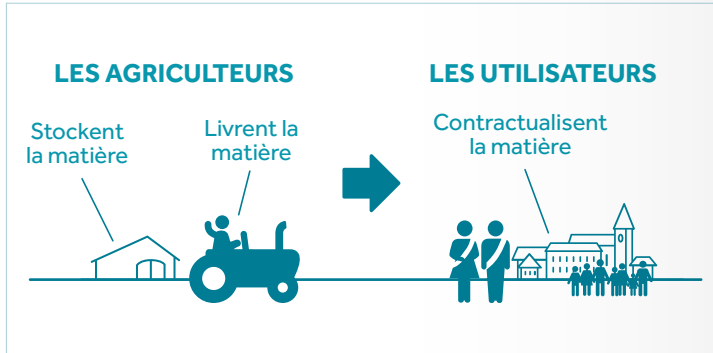 LES AGRICULTEURS
Stockent
la matière
Livrent la
matière
LES UTILISATEURS
Contractualisent
la matière